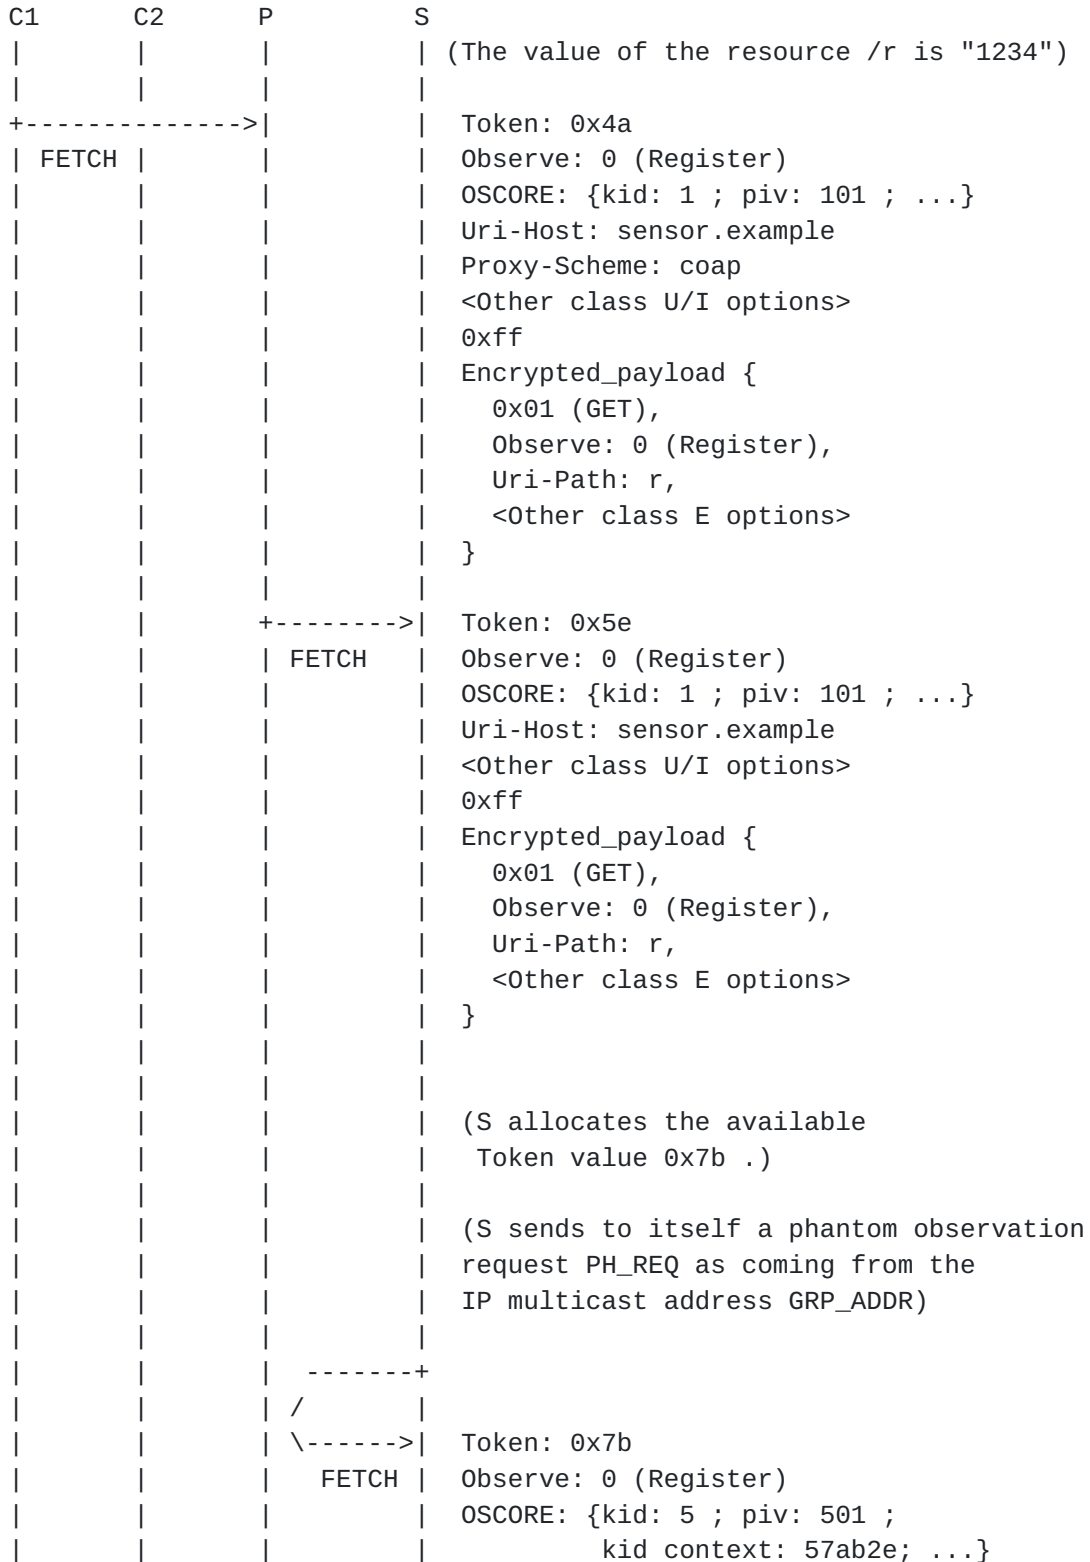 C1      C2      P         S
|       |       |         | (The value of the resource /r is "1234")
|       |       |         |
+-------------->|         |  Token: 0x4a
| FETCH |       |         |  Observe: 0 (Register)
|       |       |         |  OSCORE: {kid: 1 ; piv: 101 ; ...}
|       |       |         |  Uri-Host: sensor.example
|       |       |         |  Proxy-Scheme: coap
|       |       |         |  <Other class U/I options>
|       |       |         |  0xff
|       |       |         |  Encrypted_payload {
|       |       |         |    0x01 (GET),
|       |       |         |    Observe: 0 (Register),
|       |       |         |    Uri-Path: r,
|       |       |         |    <Other class E options>
|       |       |         |  }
|       |       |         |
|       |       +-------->|  Token: 0x5e
|       |       | FETCH   |  Observe: 0 (Register)
|       |       |         |  OSCORE: {kid: 1 ; piv: 101 ; ...}
|       |       |         |  Uri-Host: sensor.example
|       |       |         |  <Other class U/I options>
|       |       |         |  0xff
|       |       |         |  Encrypted_payload {
|       |       |         |    0x01 (GET),
|       |       |         |    Observe: 0 (Register),
|       |       |         |    Uri-Path: r,
|       |       |         |    <Other class E options>
|       |       |         |  }
|       |       |         |
|       |       |         |
|       |       |         |  (S allocates the available
|       |       |         |   Token value 0x7b .)
|       |       |         |
|       |       |         |  (S sends to itself a phantom observation
|       |       |         |  request PH_REQ as coming from the
|       |       |         |  IP multicast address GRP_ADDR)
|       |       |         |
|       |       |  -------+
|       |       | /       |
|       |       | \------>|  Token: 0x7b
|       |       |   FETCH |  Observe: 0 (Register)
|       |       |         |  OSCORE: {kid: 5 ; piv: 501 ;
|       |       |         |           kid context: 57ab2e; ...}